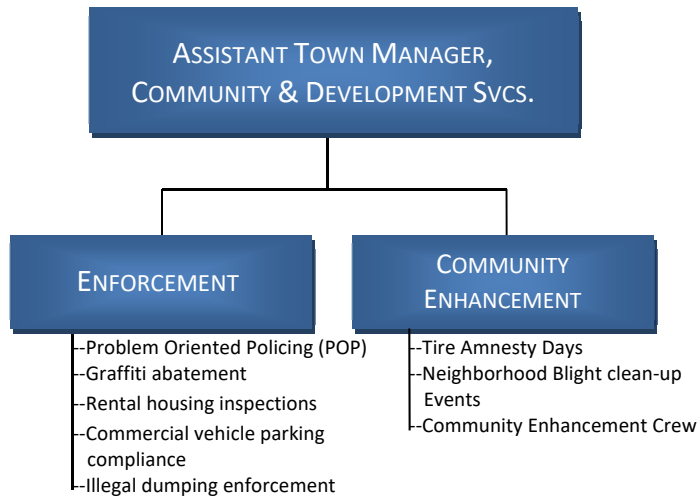 ASSISTANT TOWN MANAGER,
COMMUNITY & DEVELOPMENT SVCS.
ENFORCEMENT
--Problem Oriented Policing (POP)
--Graffiti abatement
--Rental housing inspections
--Commercial vehicle parking
compliance
--Illegal dumping enforcement
COMMUNITY
ENHANCEMENT
--Tire Amnesty Days
--Neighborhood Blight clean-up
Events
--Community Enhancement Crew